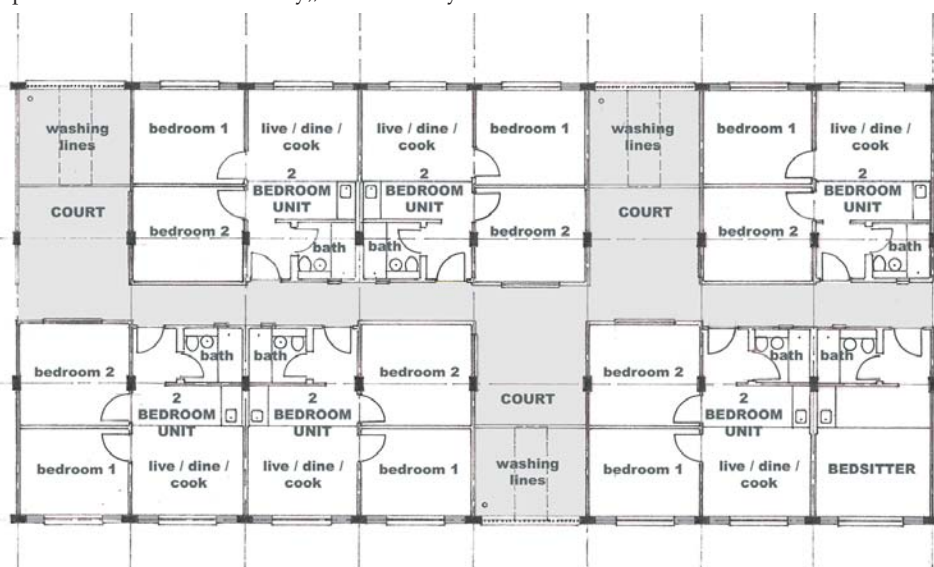 washing
lines
bedroom 1
live / dine /
cook
live / dine /
cook
bedroom 1
washing
lines
bedroom 1
live / dine /
cook
COURT
bedroom 2
2
BEDROOM
UNIT
bath
2
BEDROOM
UNIT
bath
bedroom 2
COURT
bedroom 2
2
BEDROOM
UNIT
bath
bedroom 2
bath
2
BEDROOM
UNIT
bath
2
BEDROOM
UNIT
bedroom 2
COURT
bedroom 2
bath
2
BEDROOM
UNIT
bath
bedroom 1
live / dine /
cook
live / dine /
cook
bedroom 1
washing
lines
bedroom 1
live / dine /
cook
BEDSITTER